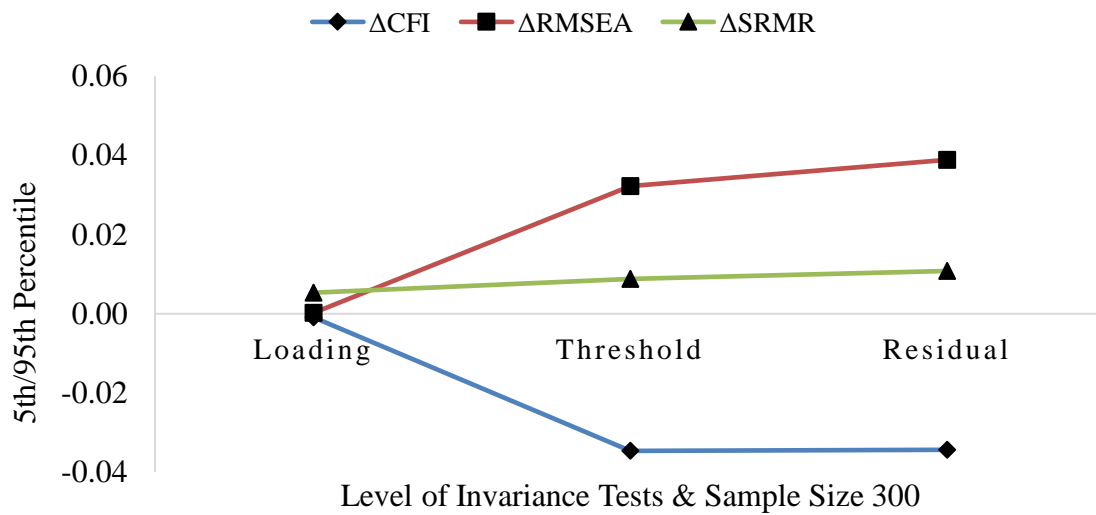 ΔCFI ΔRMSEA ΔSRMR
5th/95th Percentile
0.06
0.04
0.02
0.00
-0.02
-0.04
Loading Threshold Residual
Level of Invariance Tests & Sample Size 300